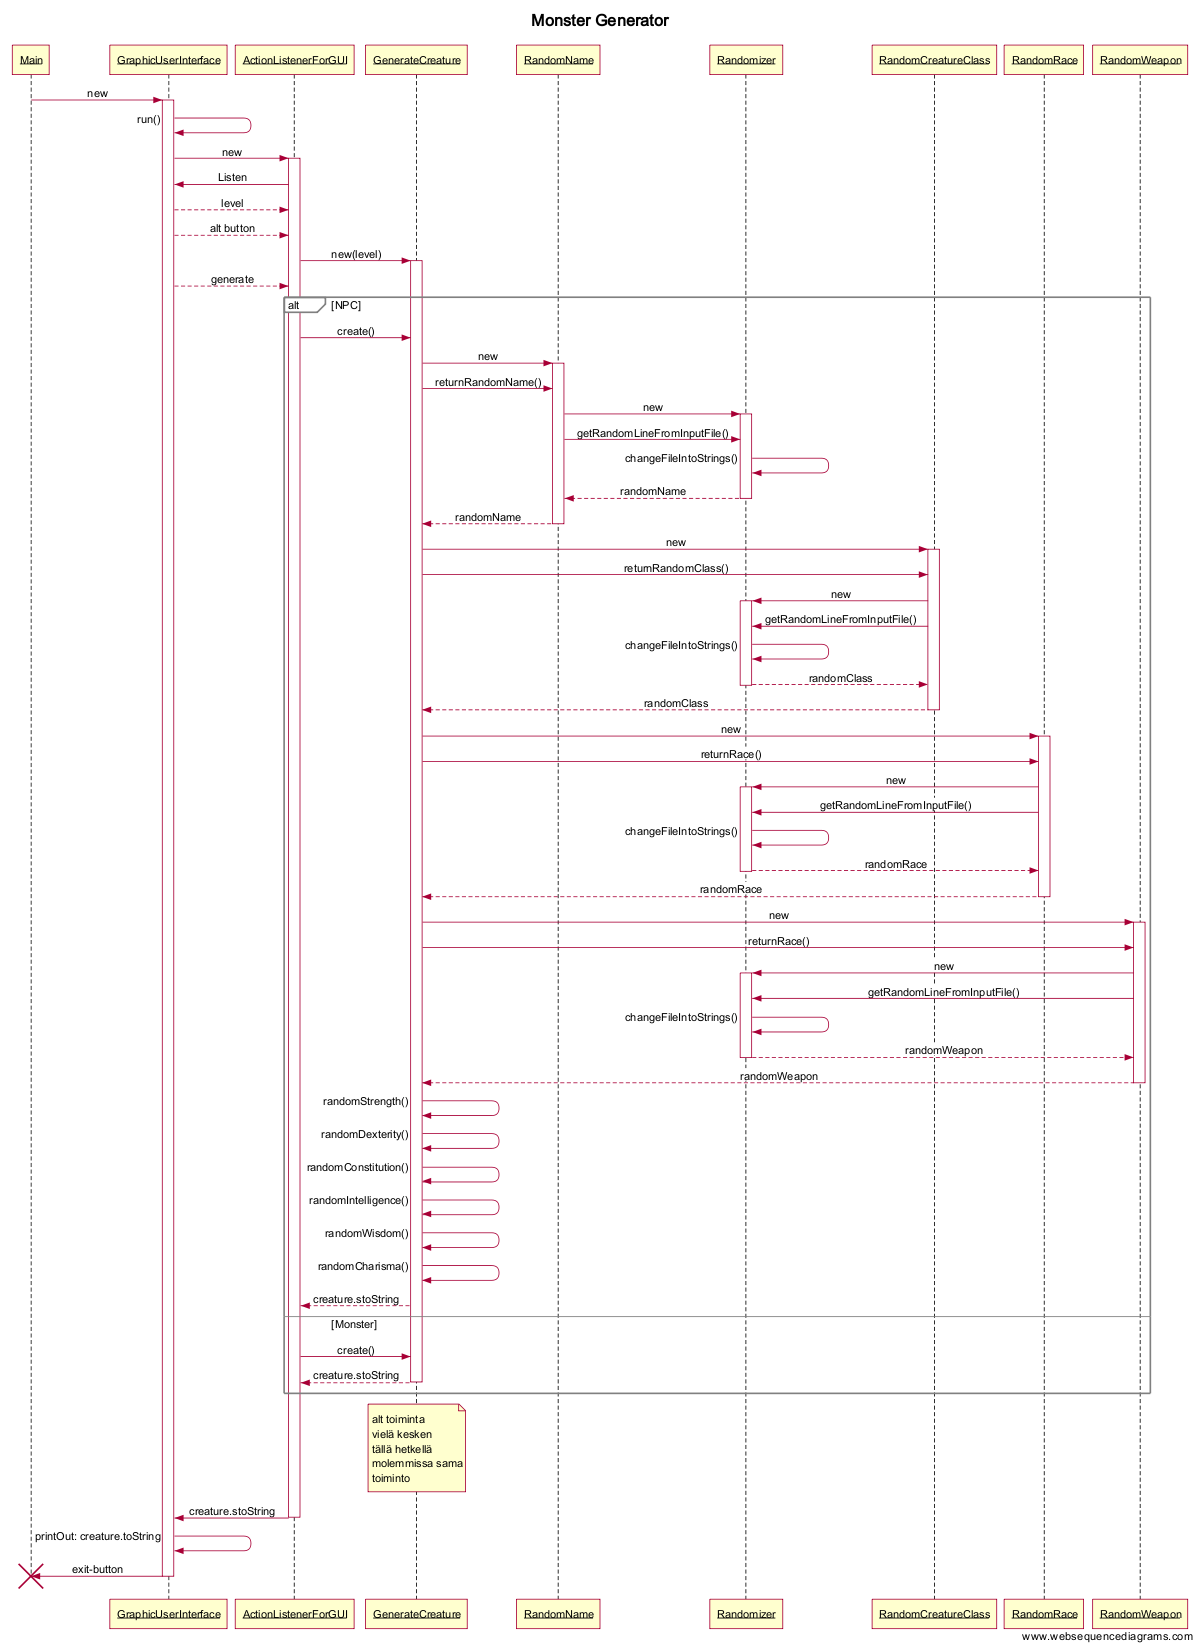 Monster Generator
Main
GraphicUserInterface
ActionListenerForGUI
GenerateCreature
RandomName
Randomizer
RandomCreatureClass
RandomRace
RandomWeapon
new
run()
new
Listen
level
alt button
new(level)
generate
alt
[NPC]
create()
new
returnRandomName()
new
getRandomLineFromInputFile()
changeFileIntoStrings()
randomName
randomName
new
returnRandomClass()
new
getRandomLineFromInputFile()
changeFileIntoStrings()
randomClass
randomClass
new
returnRace()
new
getRandomLineFromInputFile()
changeFileIntoStrings()
randomRace
randomRace
new
returnRace()
new
getRandomLineFromInputFile()
changeFileIntoStrings()
randomWeapon
randomWeapon
randomStrength()
randomDexterity()
randomConstitution()
randomIntelligence()
randomWisdom()
randomCharisma()
creature.stoString
[Monster]
create()
creature.stoString
alt toiminta
vielä kesken
tällä hetkellä
molemmissa sama
toiminto
creature.stoString
printOut: creature.toString
exit-button
GraphicUserInterface
ActionListenerForGUI
GenerateCreature
RandomName
Randomizer
RandomCreatureClass
RandomRace
RandomWeapon
www.websequencediagrams.com